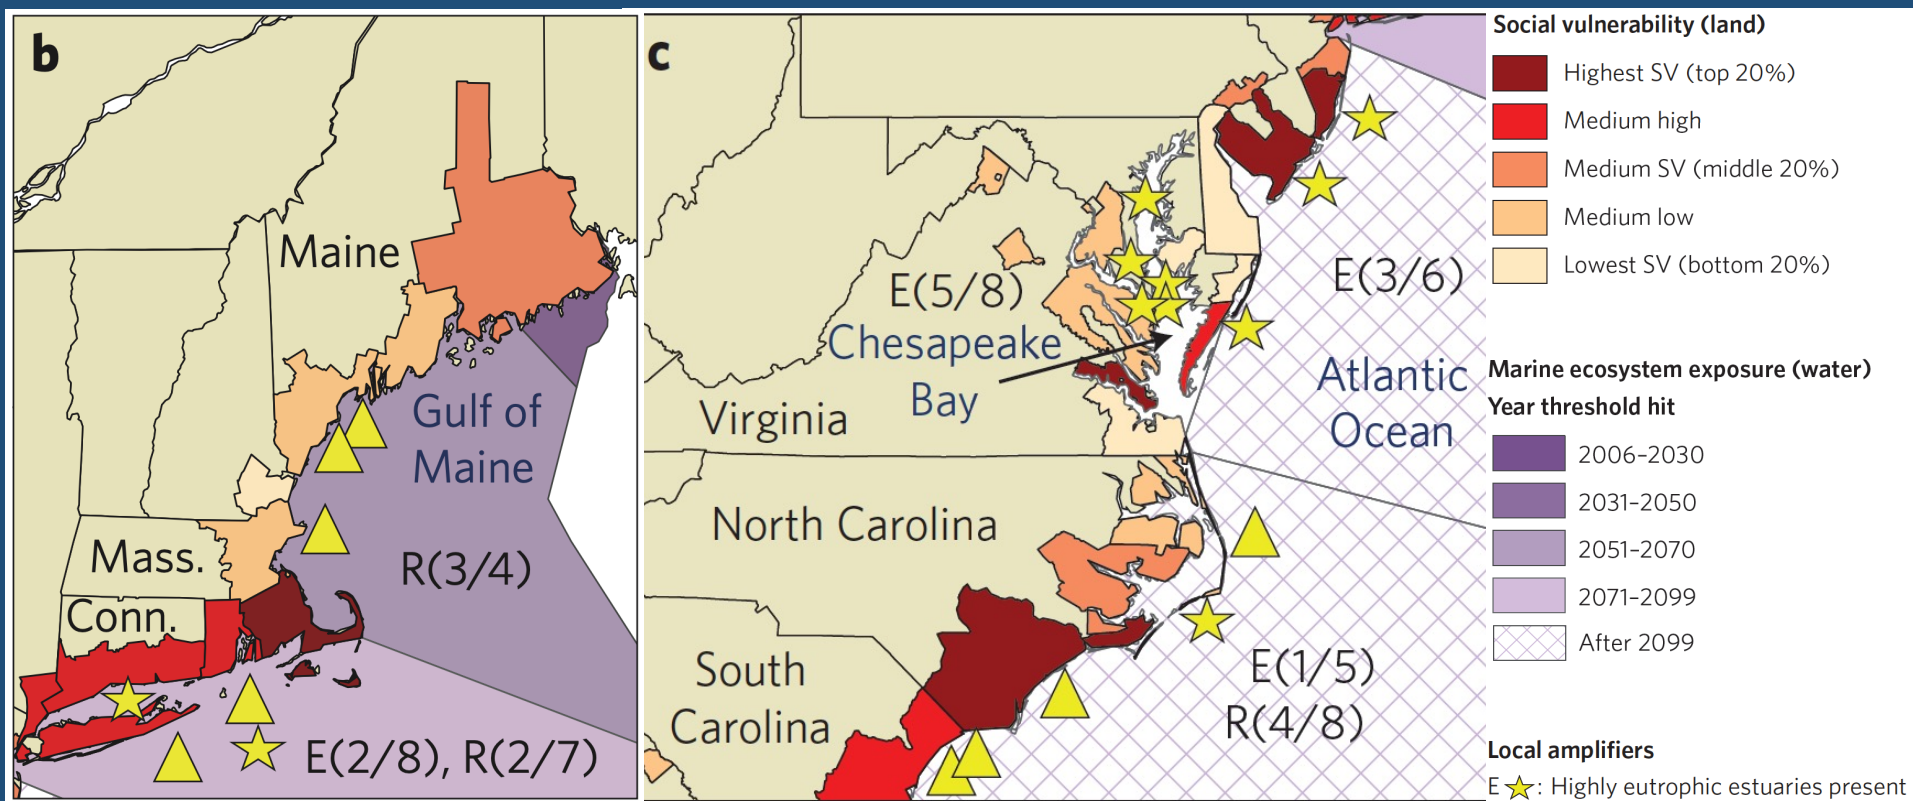 b
Maine
Gulf of
Maine
Mass.
R(3/4)
Conn.
E(2/8), R(2/7)
c
E(5/8)
Chesapeake
Bay
Virginia
E(3/6)
Atlantic
Ocean
North Carolina
South
Carolina
E(1/5)
R(4/8)
Social vulnerability (land)
Highest SV (top 20%)
Medium high
Medium SV (middle 20%)
Medium low
Lowest SV (bottom 20%)
Marine ecosystem exposure (water)
Year threshold hit
2006–2030
2031–2050
2051–2070
2071–2099
After 2099
Local amplifiers
E ★: Highly eutrophic estuaries present